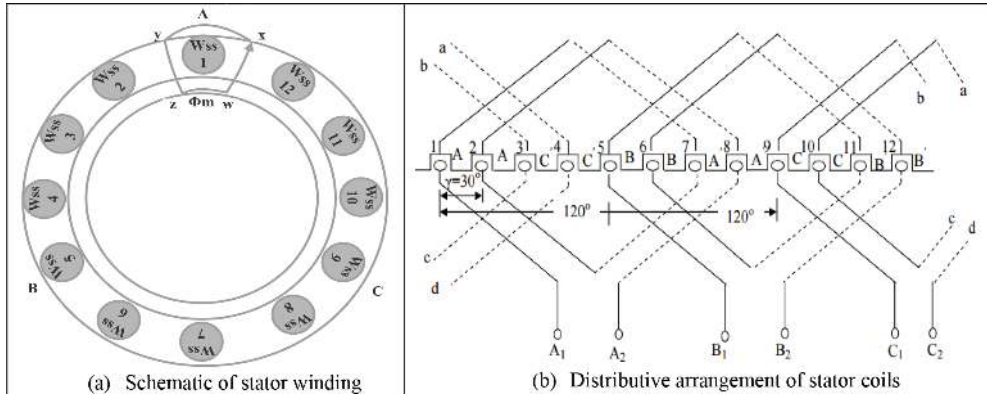 A
y x
Wss 1
Wss 2
Wss 12
Wss 3
Wss 11
z Φm w
Wss 4
Wss 10
Wss 5
Wss 9
B
C
Wss 6
Wss 8
Wss 7
(a) Schematic of stator winding
a
b
b
a
1 2 3 4 5 6 7 8 9 10 11 12
A A C C B B A A C C B B
γ=30°
120° 120°
c
d
c
d
A1 A2 B1 B2 C1 C2
(b) Distributive arrangement of stator coils